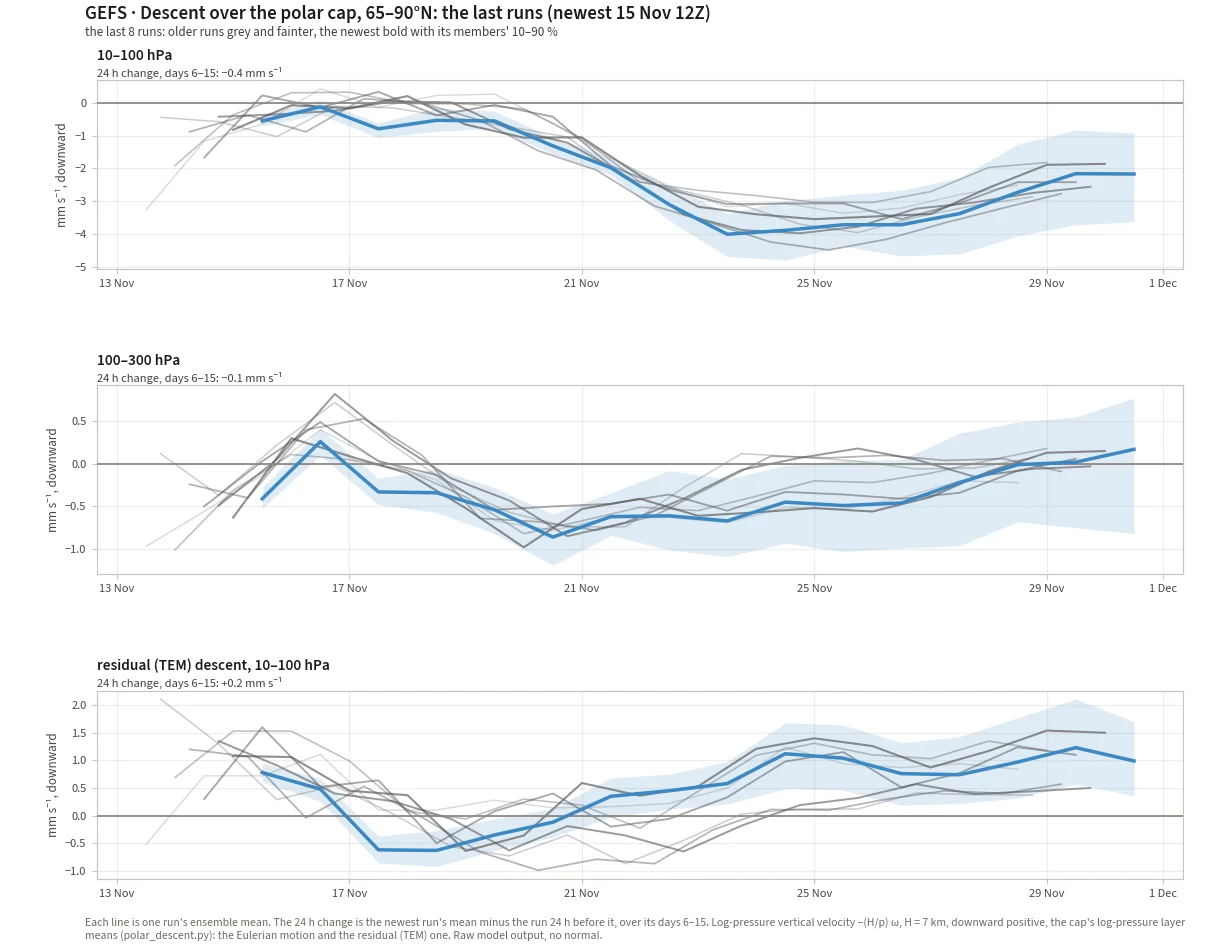 GEFS · Descent over the polar cap, 65–90°N: the last runs (newest 15 Nov 12Z)
the last 8 runs: older runs grey and fainter, the newest bold with its members' 10–90 %
10–100 hPa
24 h change, days 6–15: −0.4 mm s⁻¹
0
−1
−2
−3
−4
−5
mm s⁻¹, downward
13 Nov
17 Nov
21 Nov
25 Nov
29 Nov
1 Dec
100–300 hPa
24 h change, days 6–15: −0.1 mm s⁻¹
0.5
0.0
−0.5
−1.0
mm s⁻¹, downward
13 Nov
17 Nov
21 Nov
25 Nov
29 Nov
1 Dec
residual (TEM) descent, 10–100 hPa
24 h change, days 6–15: +0.2 mm s⁻¹
2.0
1.5
1.0
0.5
0.0
−0.5
−1.0
mm s⁻¹, downward
13 Nov
17 Nov
21 Nov
25 Nov
29 Nov
1 Dec
Each line is one run's ensemble mean. The 24 h change is the newest run's mean minus the run 24 h before it, over its days 6–15. Log-pressure vertical velocity −(H/p) ω, H = 7 km, downward positive, the cap's log-pressure layer
means (polar_descent.py): the Eulerian motion and the residual (TEM) one. Raw model output, no normal.